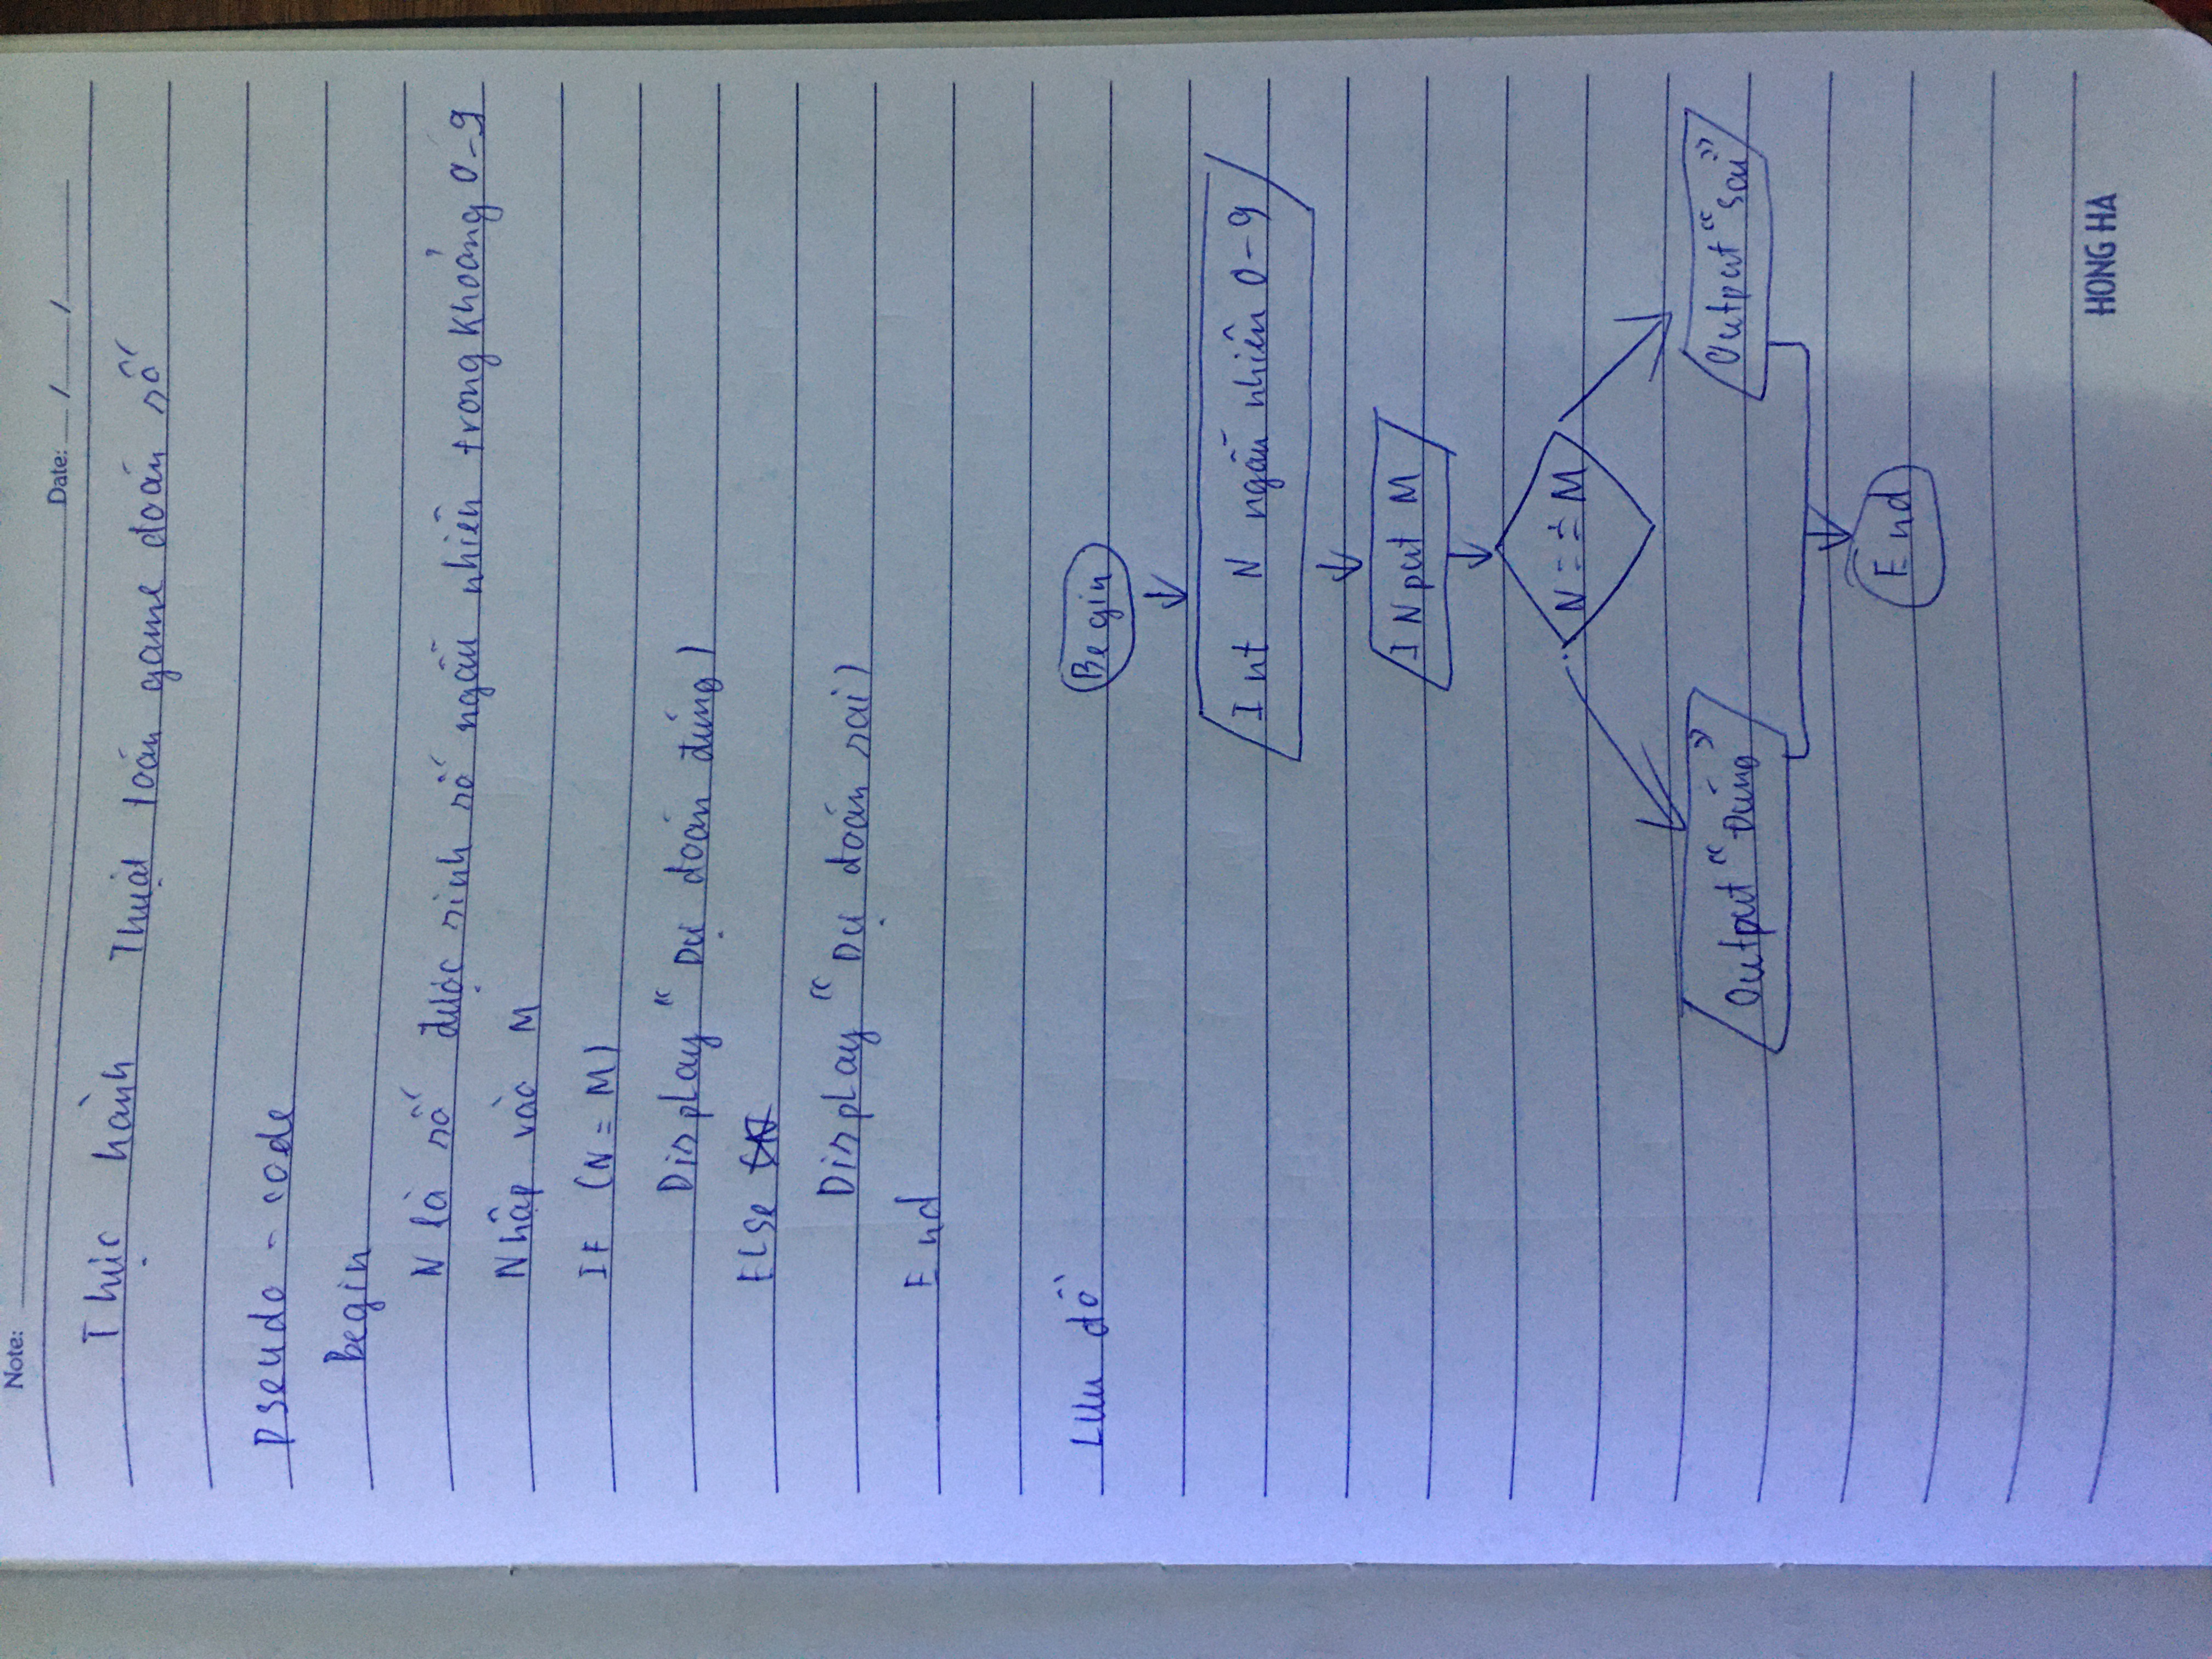 Note:
Date: / /
Thực hành Thuật toán game đoán số
Pseudo - code
Begin
N là số được sinh số ngẫu nhiên trong khoảng 0-9
Nhập vào M
IF (N = M)
Display " Dự đoán đúng)
ELSe
Display " Dự đoán sai)
End
Lưu đồ
Begin
Int N ngẫu nhiên 0-9
INput M
N == M
Output "Đúng"
Output "Sai"
End
HONG HA